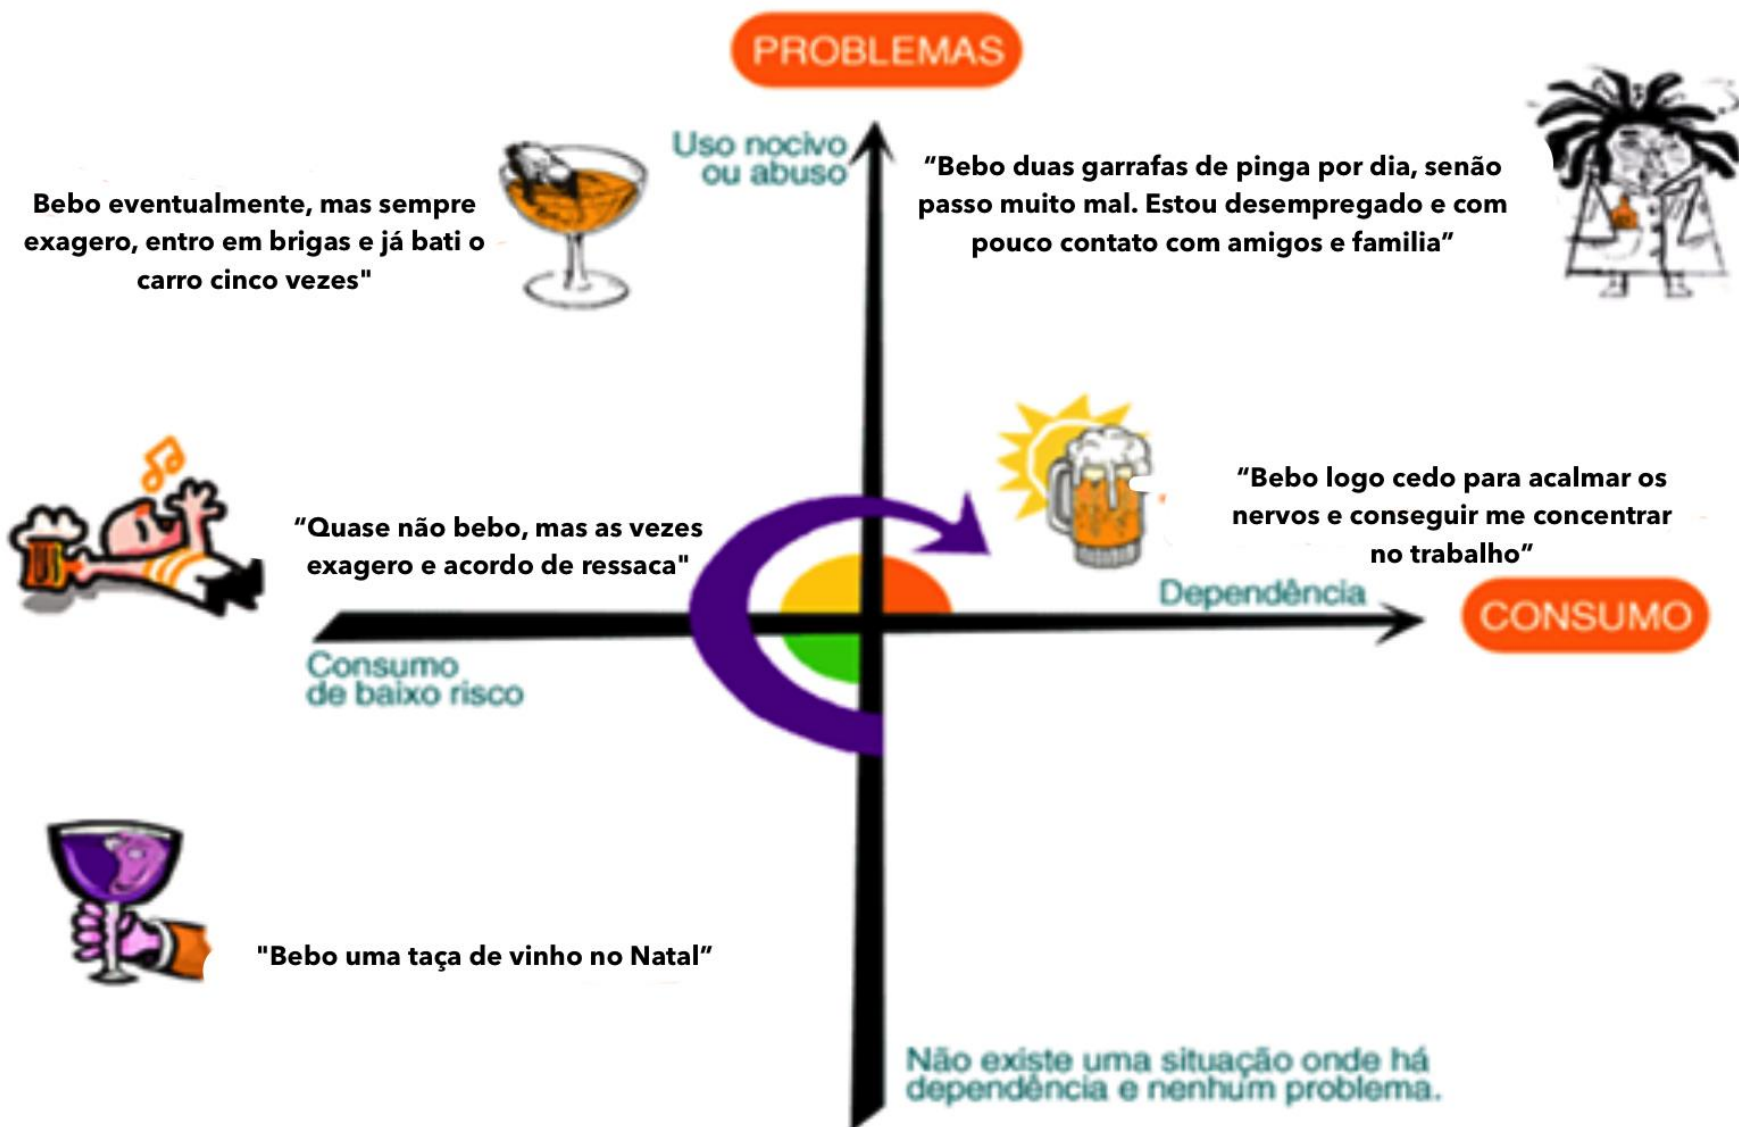 PROBLEMAS
Uso nocivo
ou abuso
Bebo eventualmente, mas sempre
exagero, entro em brigas e já bati o
carro cinco vezes"
“Bebo duas garrafas de pinga por dia, senão
passo muito mal. Estou desempregado e com
pouco contato com amigos e familia”
“Quase não bebo, mas as vezes
exagero e acordo de ressaca"
“Bebo logo cedo para acalmar os
nervos e conseguir me concentrar
no trabalho”
Dependência
CONSUMO
Consumo
de baixo risco
"Bebo uma taça de vinho no Natal”
Não existe uma situação onde há
dependência e nenhum problema.